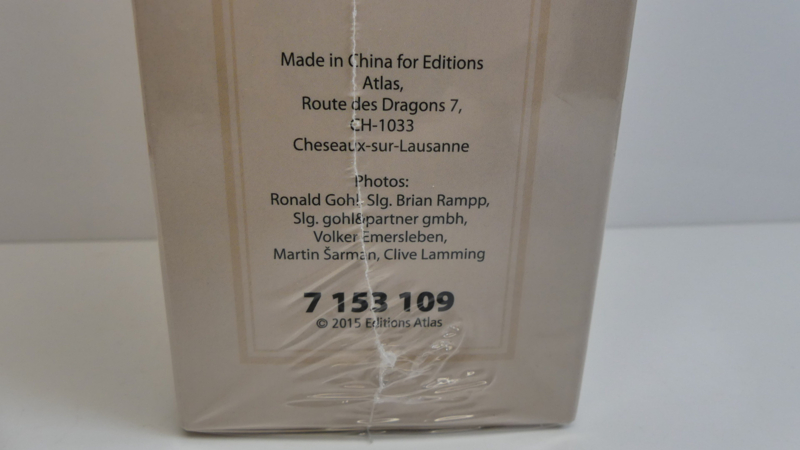 Made in China for Editions
Atlas,
Route des Dragons 7,
CH-1033
Cheseaux-sur-Lausanne
Photos:
Ronald Gohl, Slg. Brian Rampp,
Slg. gohl&partner gmbh,
Volker Emersleben,
Martin Šarman, Clive Lamming
7 153 109
© 2015 Editions Atlas